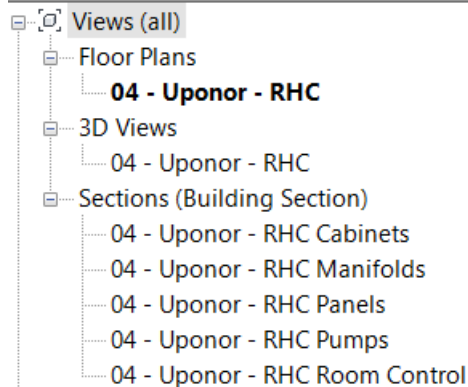 Views (all)
Floor Plans
04 - Uponor - RHC
3D Views
04 - Uponor - RHC
Sections (Building Section)
04 - Uponor - RHC Cabinets
04 - Uponor - RHC Manifolds
04 - Uponor - RHC Panels
04 - Uponor - RHC Pumps
04 - Uponor - RHC Room Control